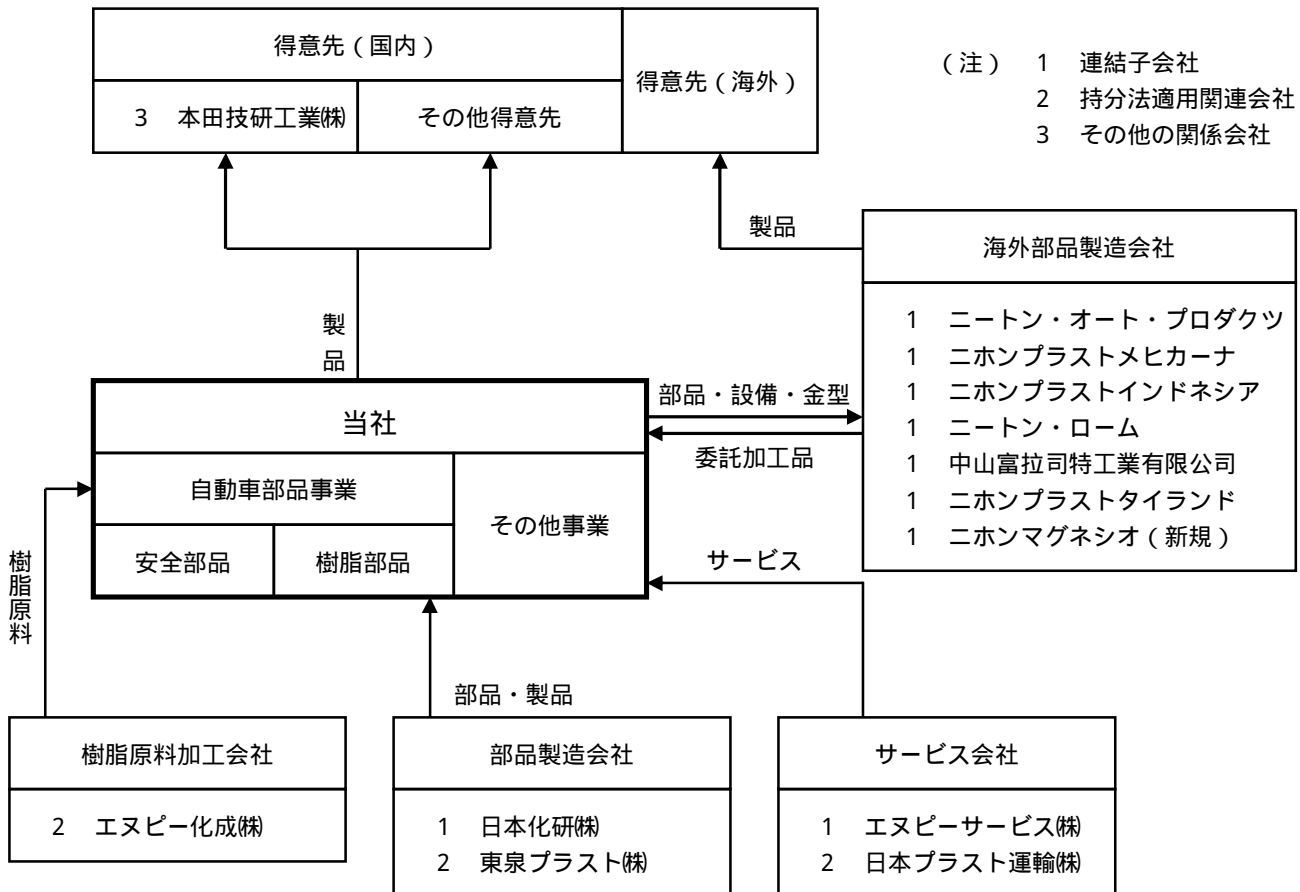 得意先（国内）
得意先（海外）
3 本田技研工業㈱
その他得意先
（注） 1 連結子会社
2 持分法適用関連会社
3 その他の関係会社
製品
製品
海外部品製造会社
1 ニートン・オート・プロダクツ
1 ニホンプラストメヒカーナ
1 ニホンプラストインドネシア
1 ニートン・ローム
1 中山富拉司特工業有限公司
1 ニホンプラストタイランド
1 ニホンマグネシオ（新規）
部品・設備・金型
委託加工品
当社
自動車部品事業
その他事業
安全部品
樹脂部品
サービス
樹脂原料
部品・製品
樹脂原料加工会社
2 エヌピー化成㈱
部品製造会社
1 日本化研㈱
2 東泉プラスト㈱
サービス会社
1 エヌピーサービス㈱
2 日本プラスト運輸㈱